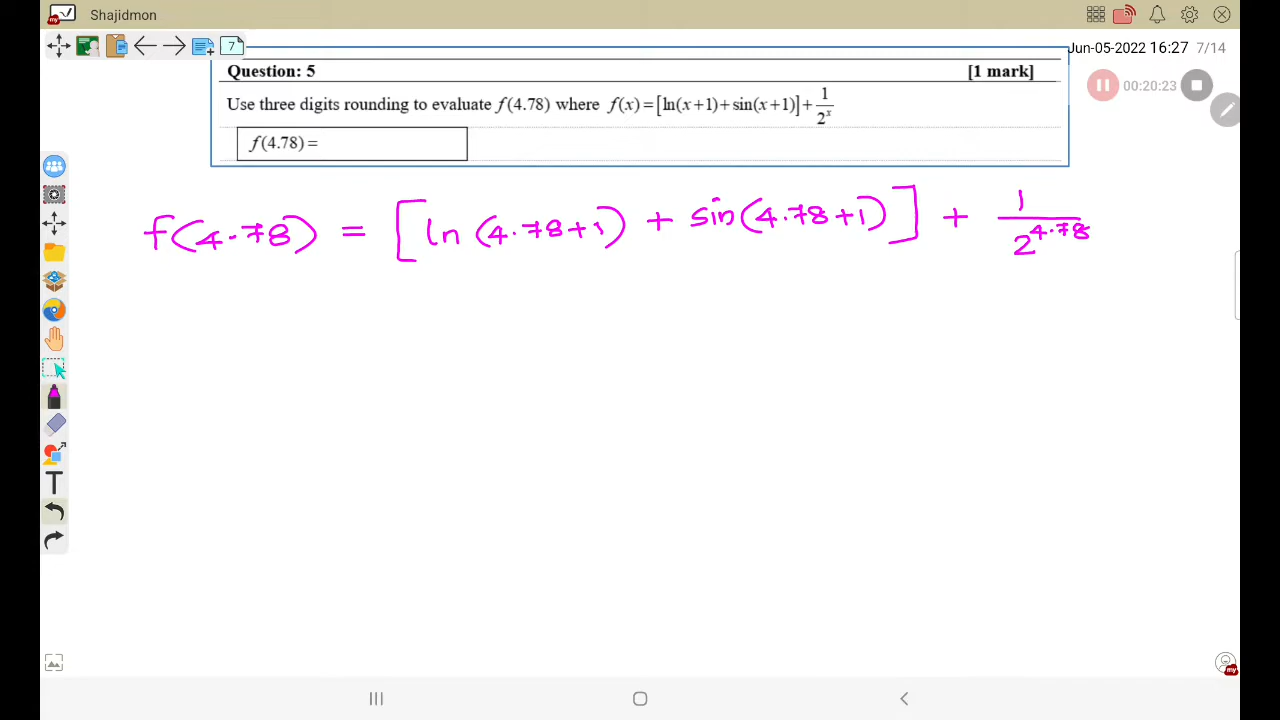 Shajidmon
7
Jun-05-2022 16:27 7/14
Question: 5 [1 mark]
00:20:23
Use three digits rounding to evaluate f(4.78) where f(x)=[ln(x+1)+sin(x+1)]+1/2^x
f(4.78)=
f(4.78) = [ln (4.78+1) + sin(4.78+1)] + 1/2^4.78
T